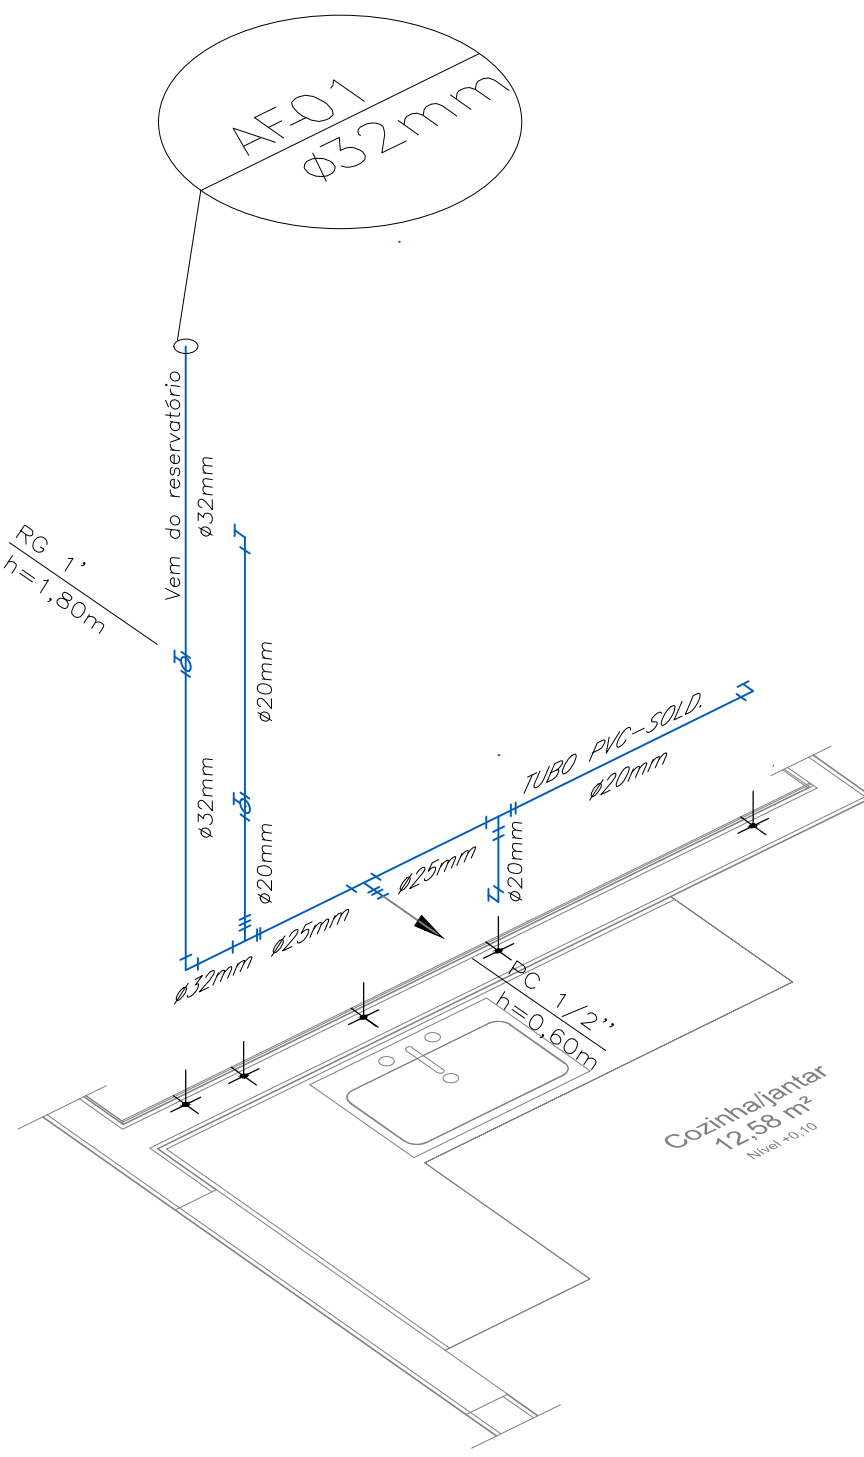 AF-01
ø32mm
Vem do reservatório
ø32mm
RG 1'
h=1,80m
ø20mm
ø32mm
ø20mm
TUBO PVC-SOLD.
ø20mm
ø25mm
ø20mm
ø25mm
ø32mm
PC 1/2''
h=0,60m
Cozinha/jantar
12,58 m²
Nível +0,10